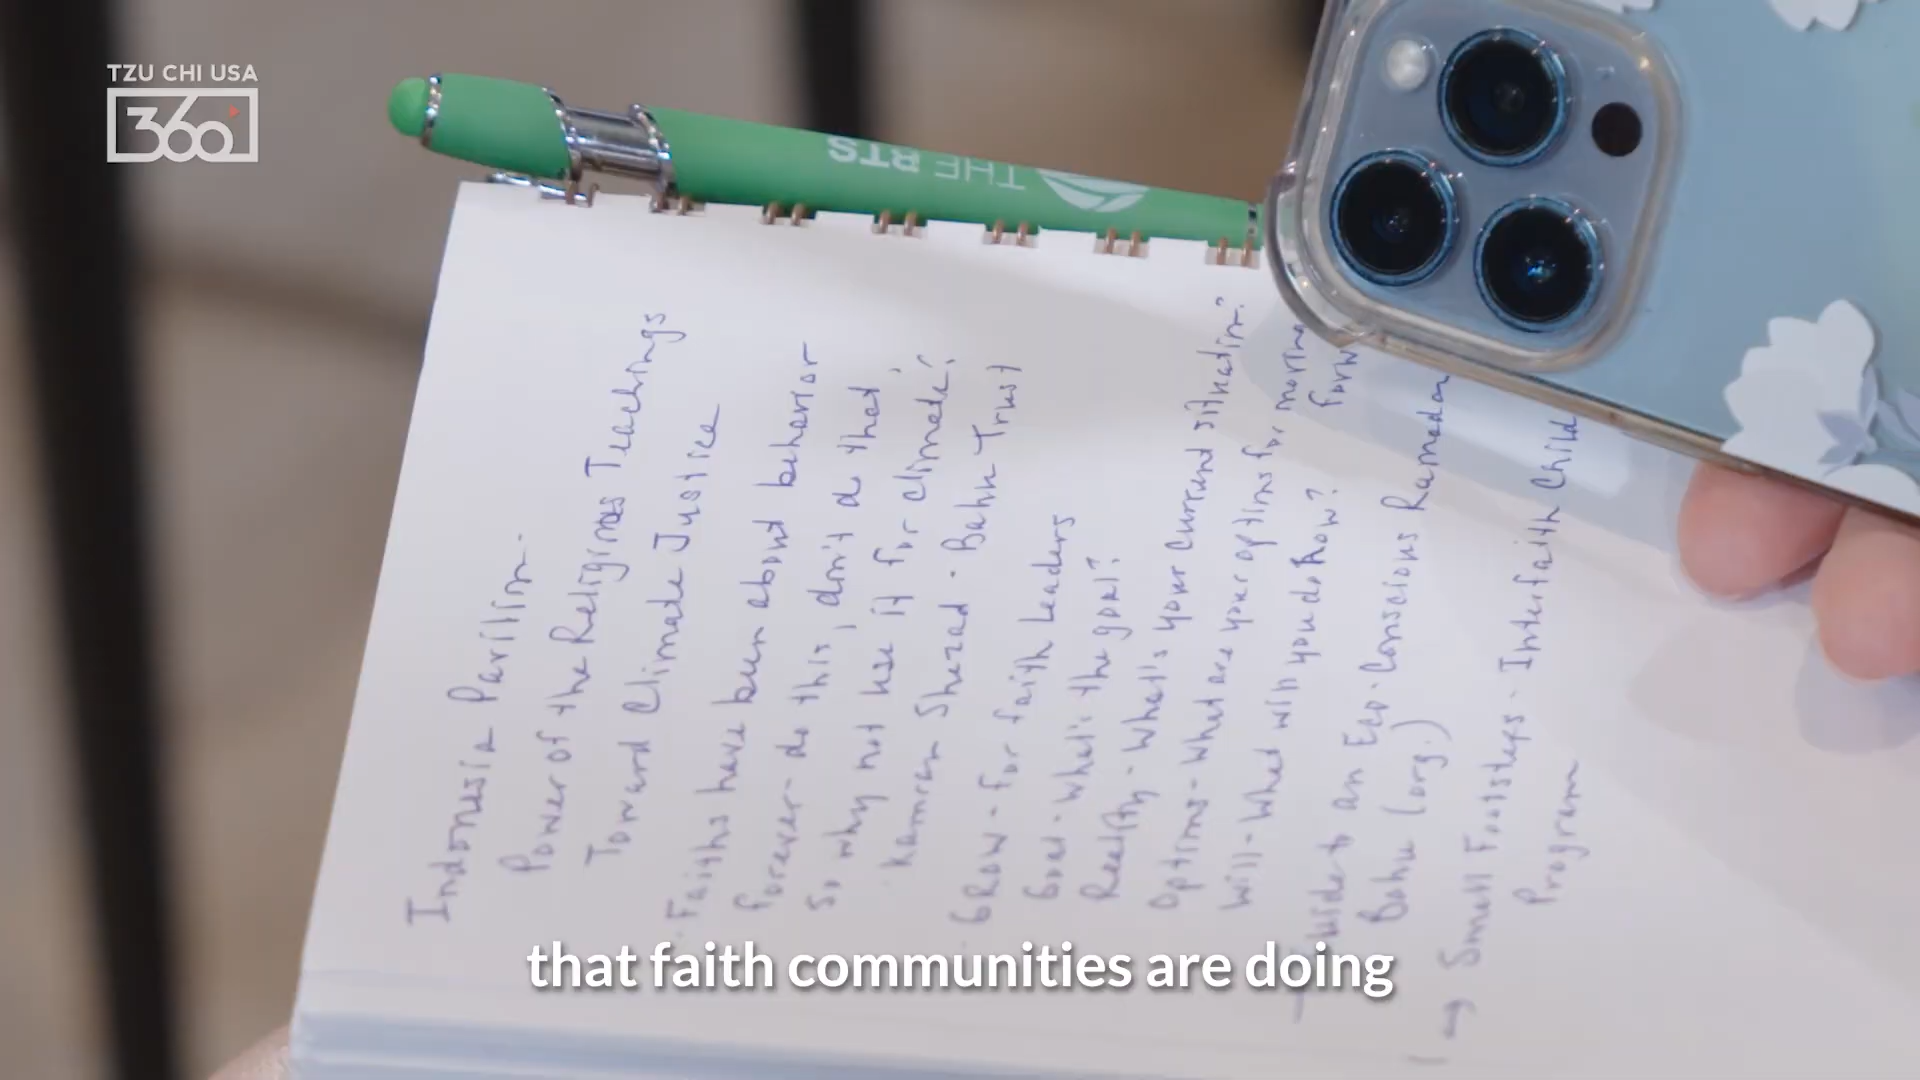 TZU CHI USA
360
THE 8TS
Indonesia Pavilion.
Power of the Religious Teachings
Toward Climate Justice
· Faiths have been about behavior
forever - do this, don't do that
So why not use it for climate?
· Kamran Shezad · Bahu Trust
· GROW - for faith leaders
Goal - What's the goal?
Reality - What's your current situation?
Options - What are your options for moving
forw
Will - What will you do now?
Guide to an Eco-Conscious Ramadan
Bahu (org.)
Small Footsteps - Interfaith Child
Program
that faith communities are doing